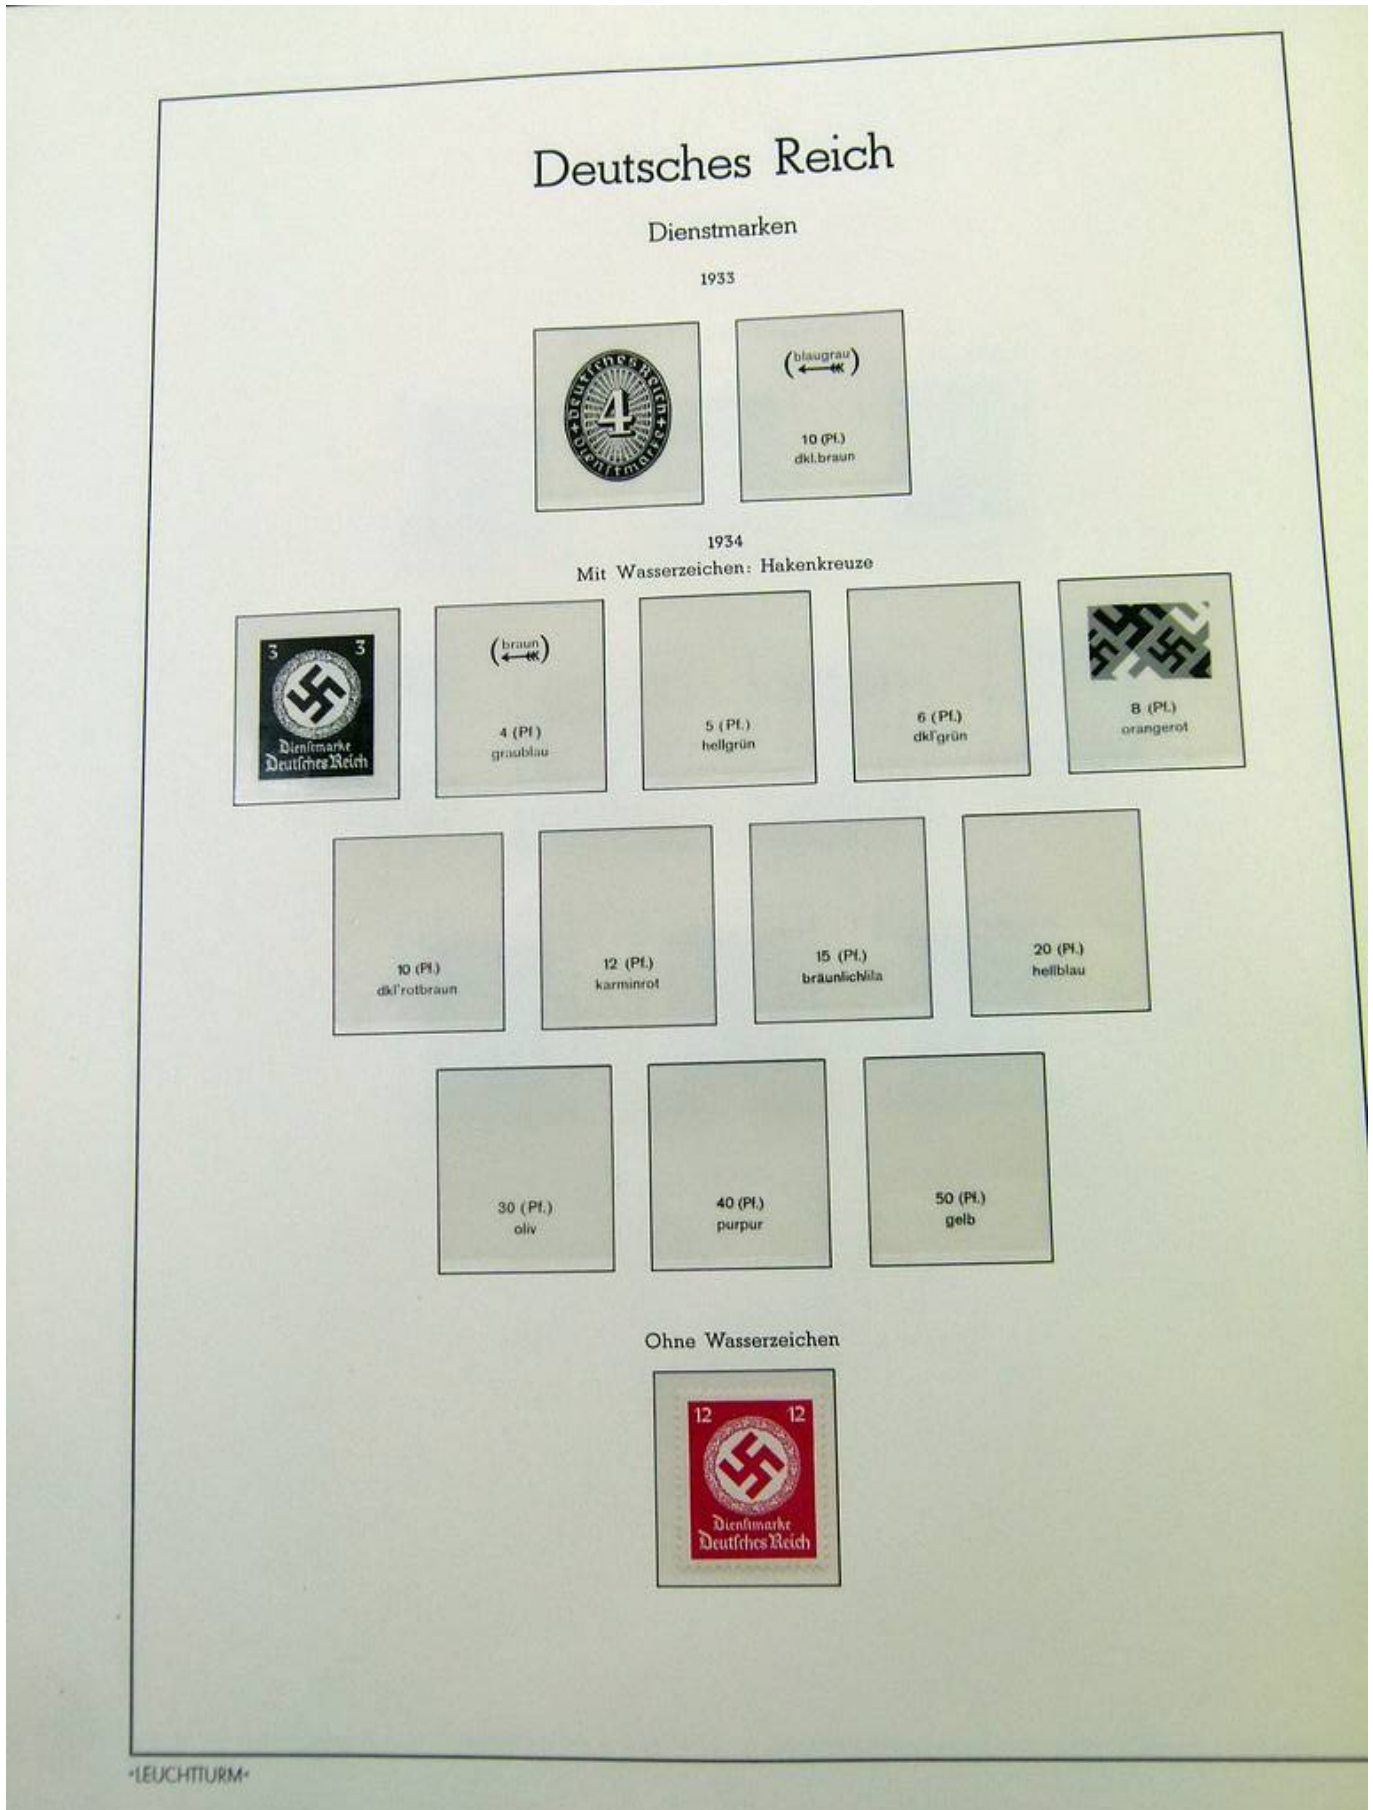 Deutsches Reich
Dienstmarken
1933
Deutsches Reich
4
Dienstmarke
(blaugrau)
10 (Pf.)
dkl.braun
1934
Mit Wasserzeichen: Hakenkreuze
3 3
Dienstmarke
Deutsches Reich
(braun)
4 (Pf)
graublau
5 (Pf.)
hellgrün
6 (Pf.)
dkl'grün
8 (Pf.)
orangerot
10 (Pf.)
dkl'rotbraun
12 (Pf.)
karminrot
15 (Pf.)
bräunlichlila
20 (Pf.)
hellblau
30 (Pf.)
oliv
40 (Pf.)
purpur
50 (Pf.)
gelb
Ohne Wasserzeichen
12 12
Dienstmarke
Deutsches Reich
•LEUCHTTURM•